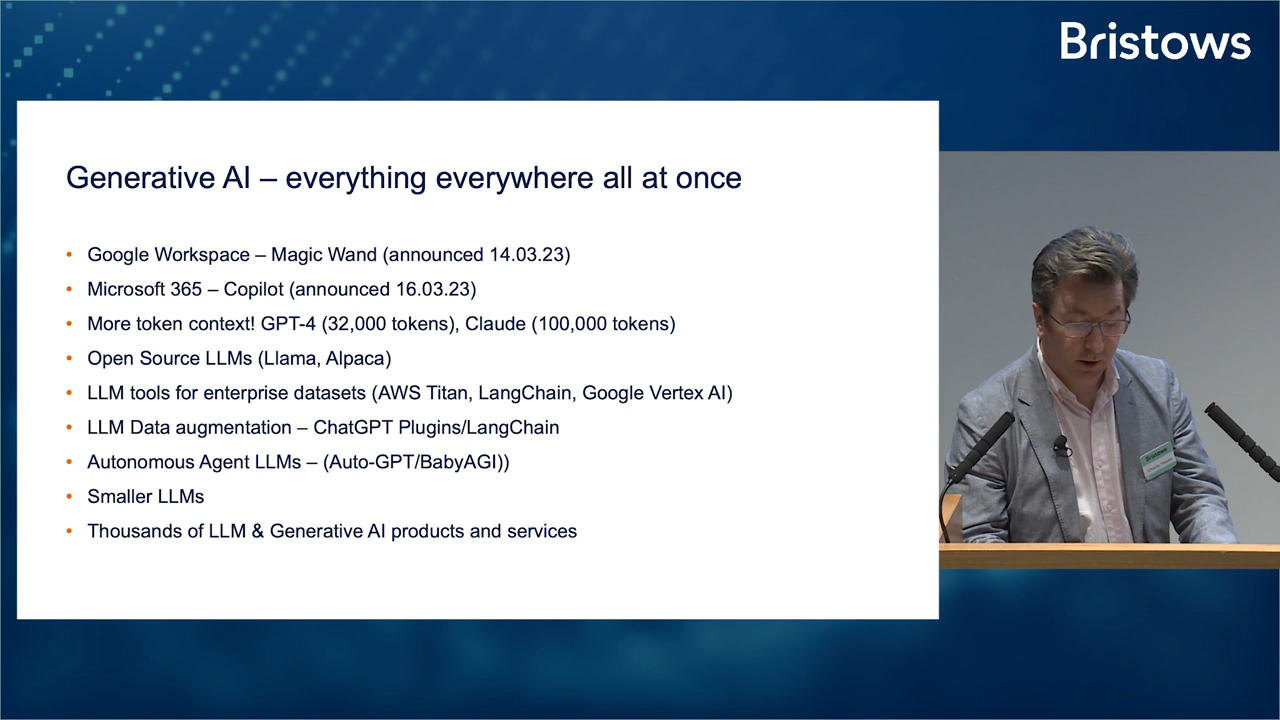 Bristows
Generative AI – everything everywhere all at once
• Google Workspace – Magic Wand (announced 14.03.23)
• Microsoft 365 – Copilot (announced 16.03.23)
• More token context! GPT-4 (32,000 tokens), Claude (100,000 tokens)
• Open Source LLMs (Llama, Alpaca)
• LLM tools for enterprise datasets (AWS Titan, LangChain, Google Vertex AI)
• LLM Data augmentation – ChatGPT Plugins/LangChain
• Autonomous Agent LLMs – (Auto-GPT/BabyAGI))
• Smaller LLMs
• Thousands of LLM & Generative AI products and services
Bristows